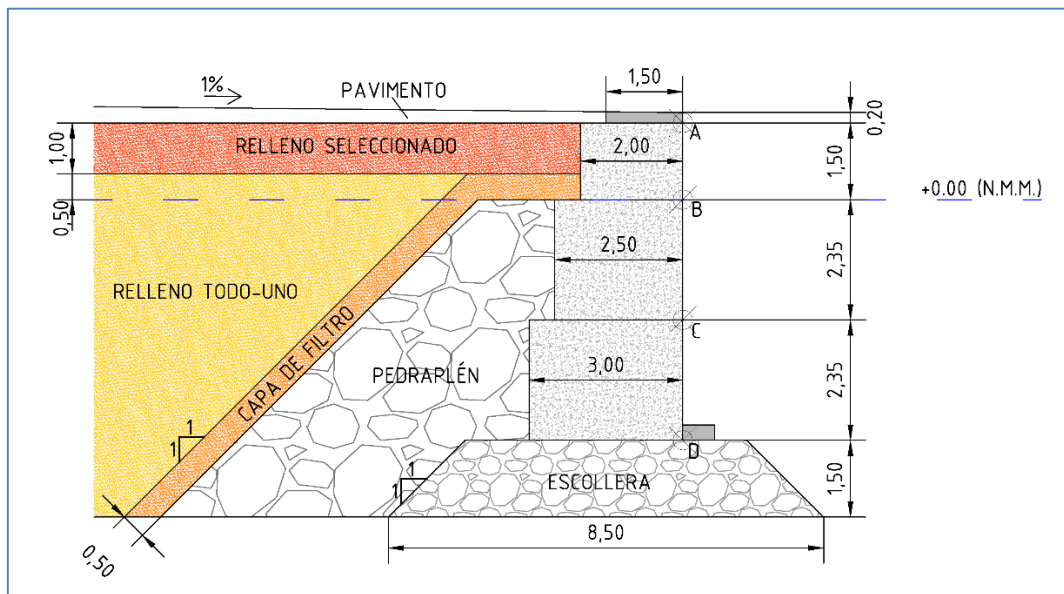 1,50
1%
PAVIMENTO
0,20
A
1,00
RELLENO SELECCIONADO
2,00
1,50
+0.00 (N.M.M.)
0,50
B
2,50
2,35
RELLENO TODO-UNO
CAPA DE FILTRO
C
PEDRAPLÉN
3,00
2,35
1
1
D
1
1
ESCOLLERA
1,50
0,50
8,50